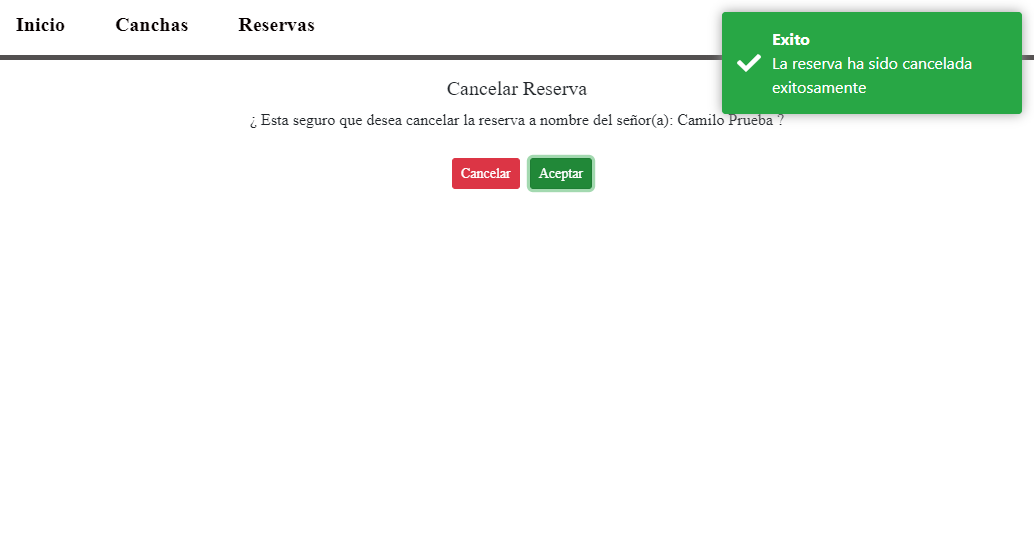 Inicio Canchas Reservas
Exito
La reserva ha sido cancelada
exitosamente
Cancelar Reserva
¿ Esta seguro que desea cancelar la reserva a nombre del señor(a): Camilo Prueba ?
Cancelar Aceptar